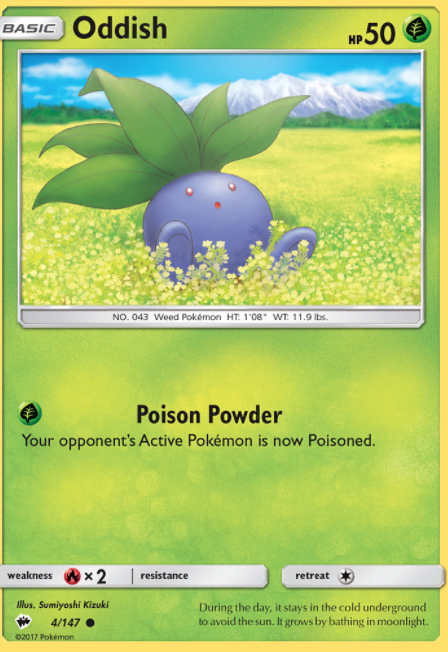 BASIC Oddish HP 50
NO. 043 Weed Pokémon HT: 1'08" WT: 11.9 lbs.
Poison Powder
Your opponent's Active Pokémon is now Poisoned.
weakness × 2 resistance retreat
Illus. Sumiyoshi Kizuki
4/147
©2017 Pokémon
During the day, it stays in the cold underground
to avoid the sun. It grows by bathing in moonlight.